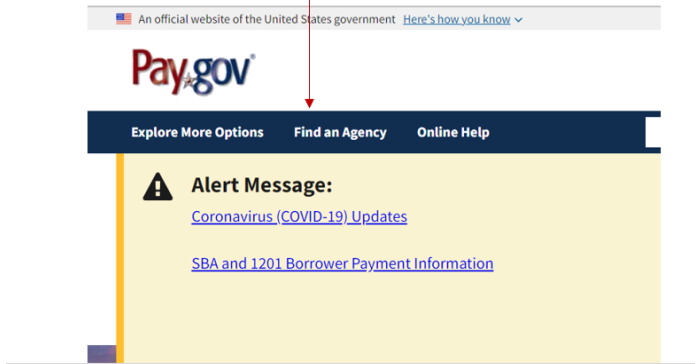 An official website of the United States government Here's how you know
Pay.gov
Explore More Options Find an Agency Online Help
Alert Message:
Coronavirus (COVID-19) Updates
SBA and 1201 Borrower Payment Information